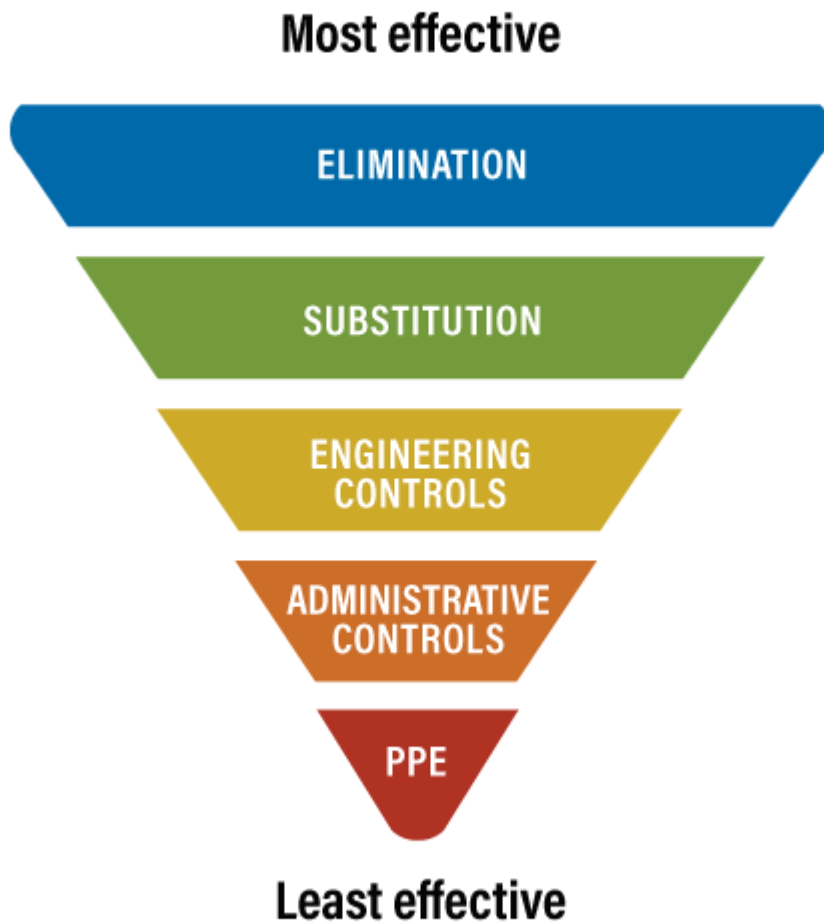 Most effective
ELIMINATION
SUBSTITUTION
ENGINEERING
CONTROLS
ADMINISTRATIVE
CONTROLS
PPE
Least effective